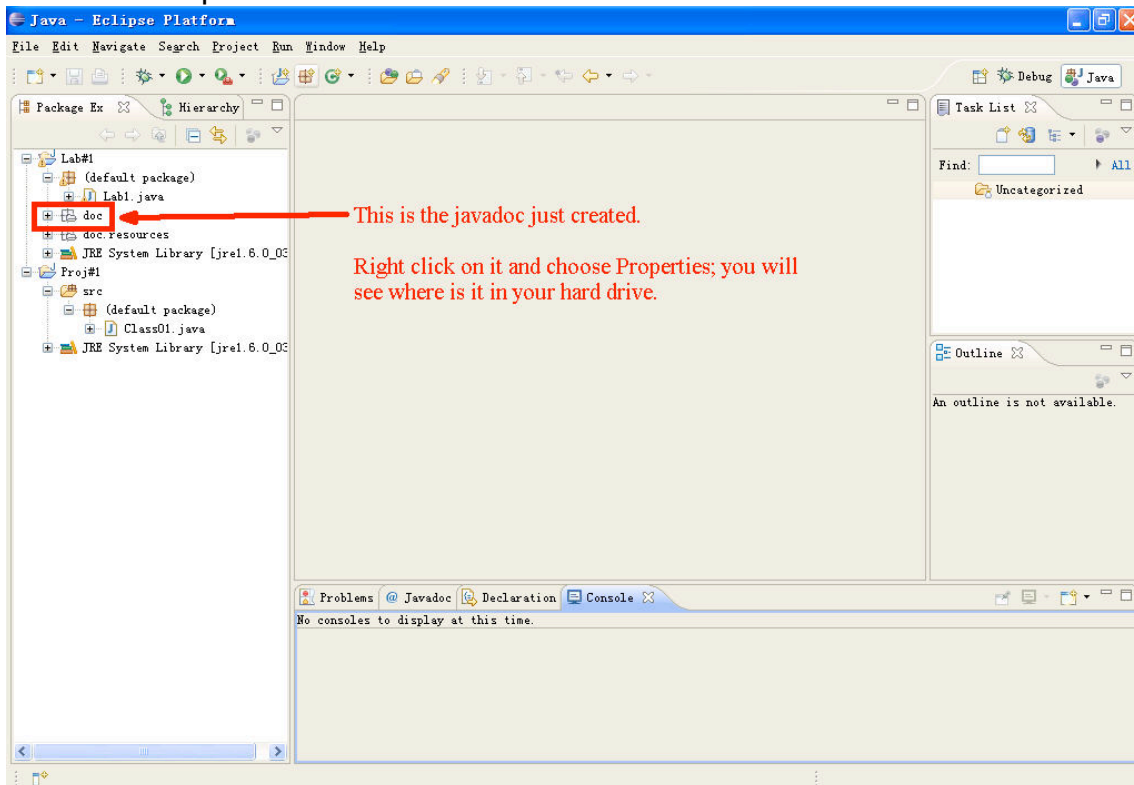 Java - Eclipse Platform
File Edit Navigate Search Project Run Window Help
Debug Java
Package Ex Hierarchy
Lab#1
(default package)
Lab1.java
doc
doc.resources
JRE System Library [jre1.6.0_03
Proj#1
src
(default package)
Class01.java
JRE System Library [jre1.6.0_03
This is the javadoc just created.
Right click on it and choose Properties; you will
see where is it in your hard drive.
Task List
Find: All
Uncategorized
Outline
An outline is not available.
Problems @ Javadoc Declaration Console
No consoles to display at this time.